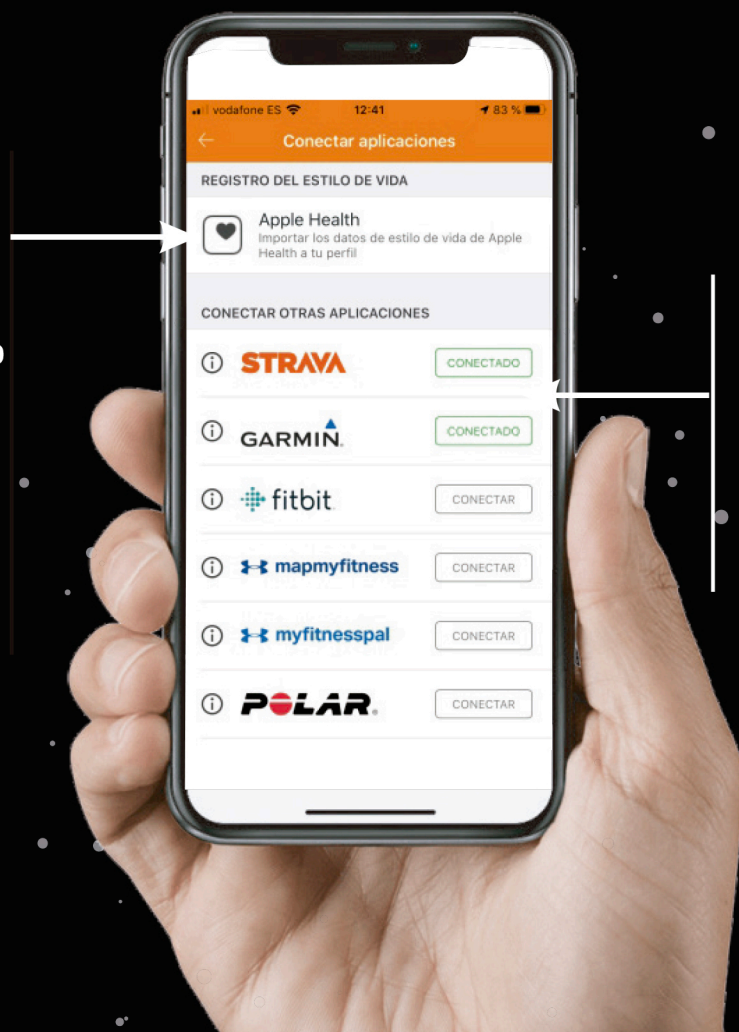 vodafone ES 12:41 83 %
Conectar aplicaciones
REGISTRO DEL ESTILO DE VIDA
Apple Health
Importar los datos de estilo de vida de Apple
Health a tu perfil
CONECTAR OTRAS APLICACIONES
STRAVA CONECTADO
GARMIN CONECTADO
fitbit CONECTAR
mapmyfitness CONECTAR
myfitnesspal CONECTAR
POLAR CONECTAR